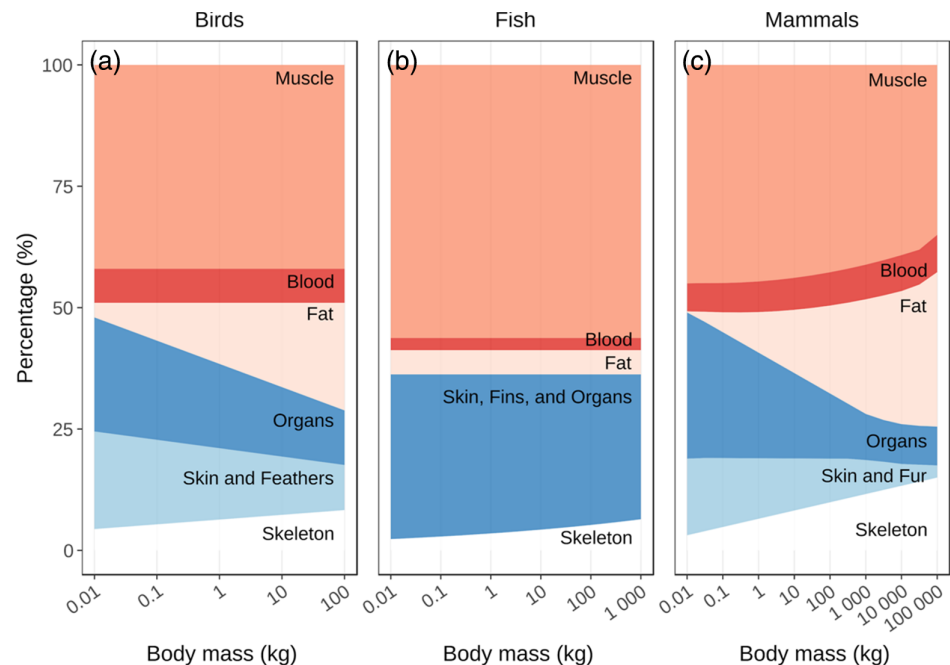 Birds
Fish
Mammals
(a)
(b)
(c)
Percentage (%)
100
75
50
25
0
Muscle
Blood
Fat
Organs
Skin and Feathers
Skeleton
Muscle
Blood
Fat
Skin, Fins, and Organs
Skeleton
Muscle
Blood
Fat
Organs
Skin and Fur
Skeleton
0.01
0.1
1
10
100
0.01
0.1
1
10
100
1 000
0.01
0.1
1
10
100
1 000
10 000
100 000
Body mass (kg)
Body mass (kg)
Body mass (kg)